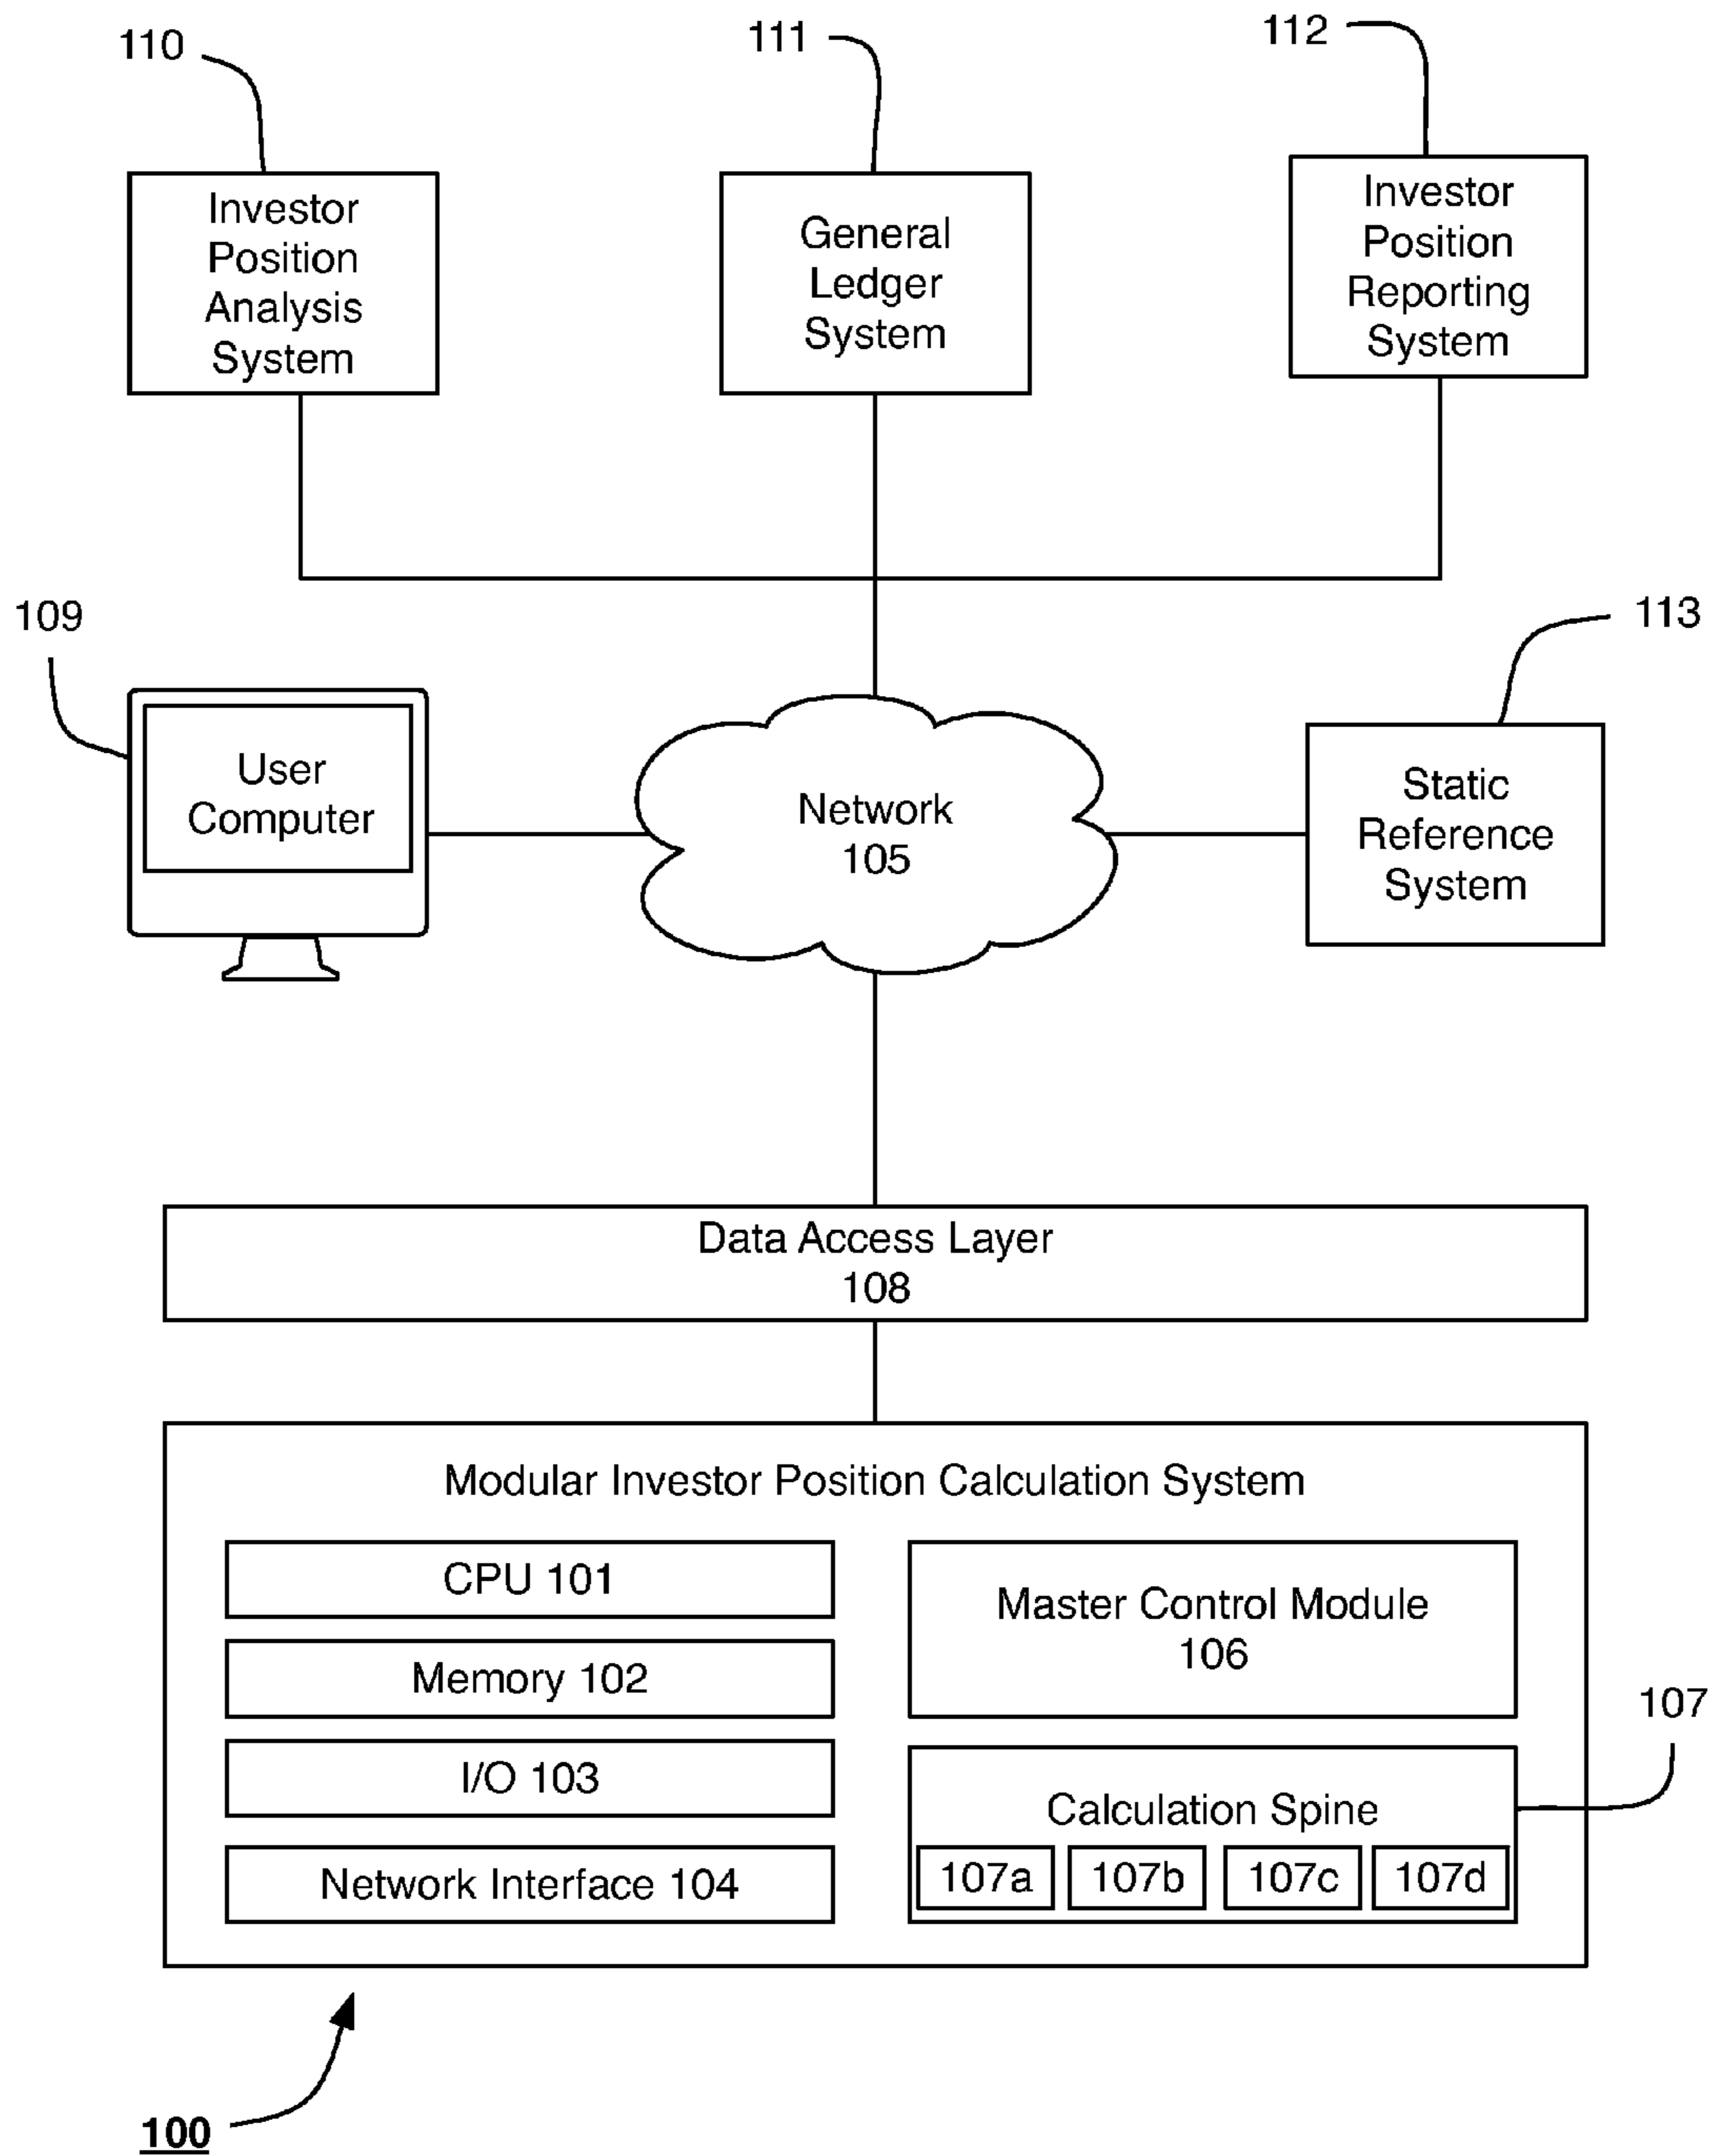 110
111
112
Investor
Position
Analysis
System
General
Ledger
System
Investor
Position
Reporting
System
109
113
User
Computer
Network
105
Static
Reference
System
Data Access Layer
108
Modular Investor Position Calculation System
CPU 101
Memory 102
I/O 103
Network Interface 104
Master Control Module
106
107
Calculation Spine
107a 107b 107c 107d
100